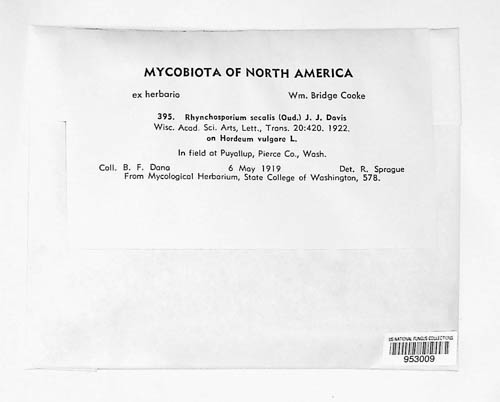 MYCOBIOTA OF NORTH AMERICA
ex herbario Wm. Bridge Cooke
395. Rhynchosporium secalis (Oud.) J. J. Davis
Wisc. Acad. Sci. Arts, Lett., Trans. 20:420. 1922.
on Hordeum vulgare L.
In field at Puyallup, Pierce Co., Wash.
Coll. B. F. Dana 6 May 1919 Det. R. Sprague
From Mycological Herbarium, State College of Washington, 578.
US NATIONAL FUNGUS COLLECTIONS
953009